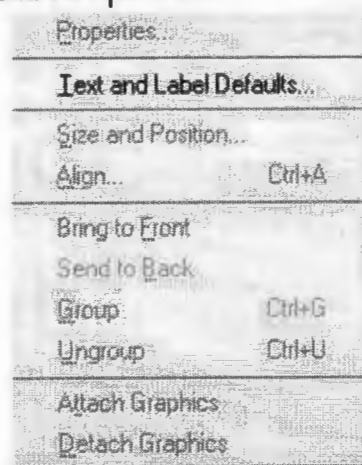 Properties...
Text and Label Defaults...
Size and Position...
Align... Ctrl+A
Bring to Front
Send to Back
Group Ctrl+G
Ungroup Ctrl+U
Attach Graphics
Detach Graphics